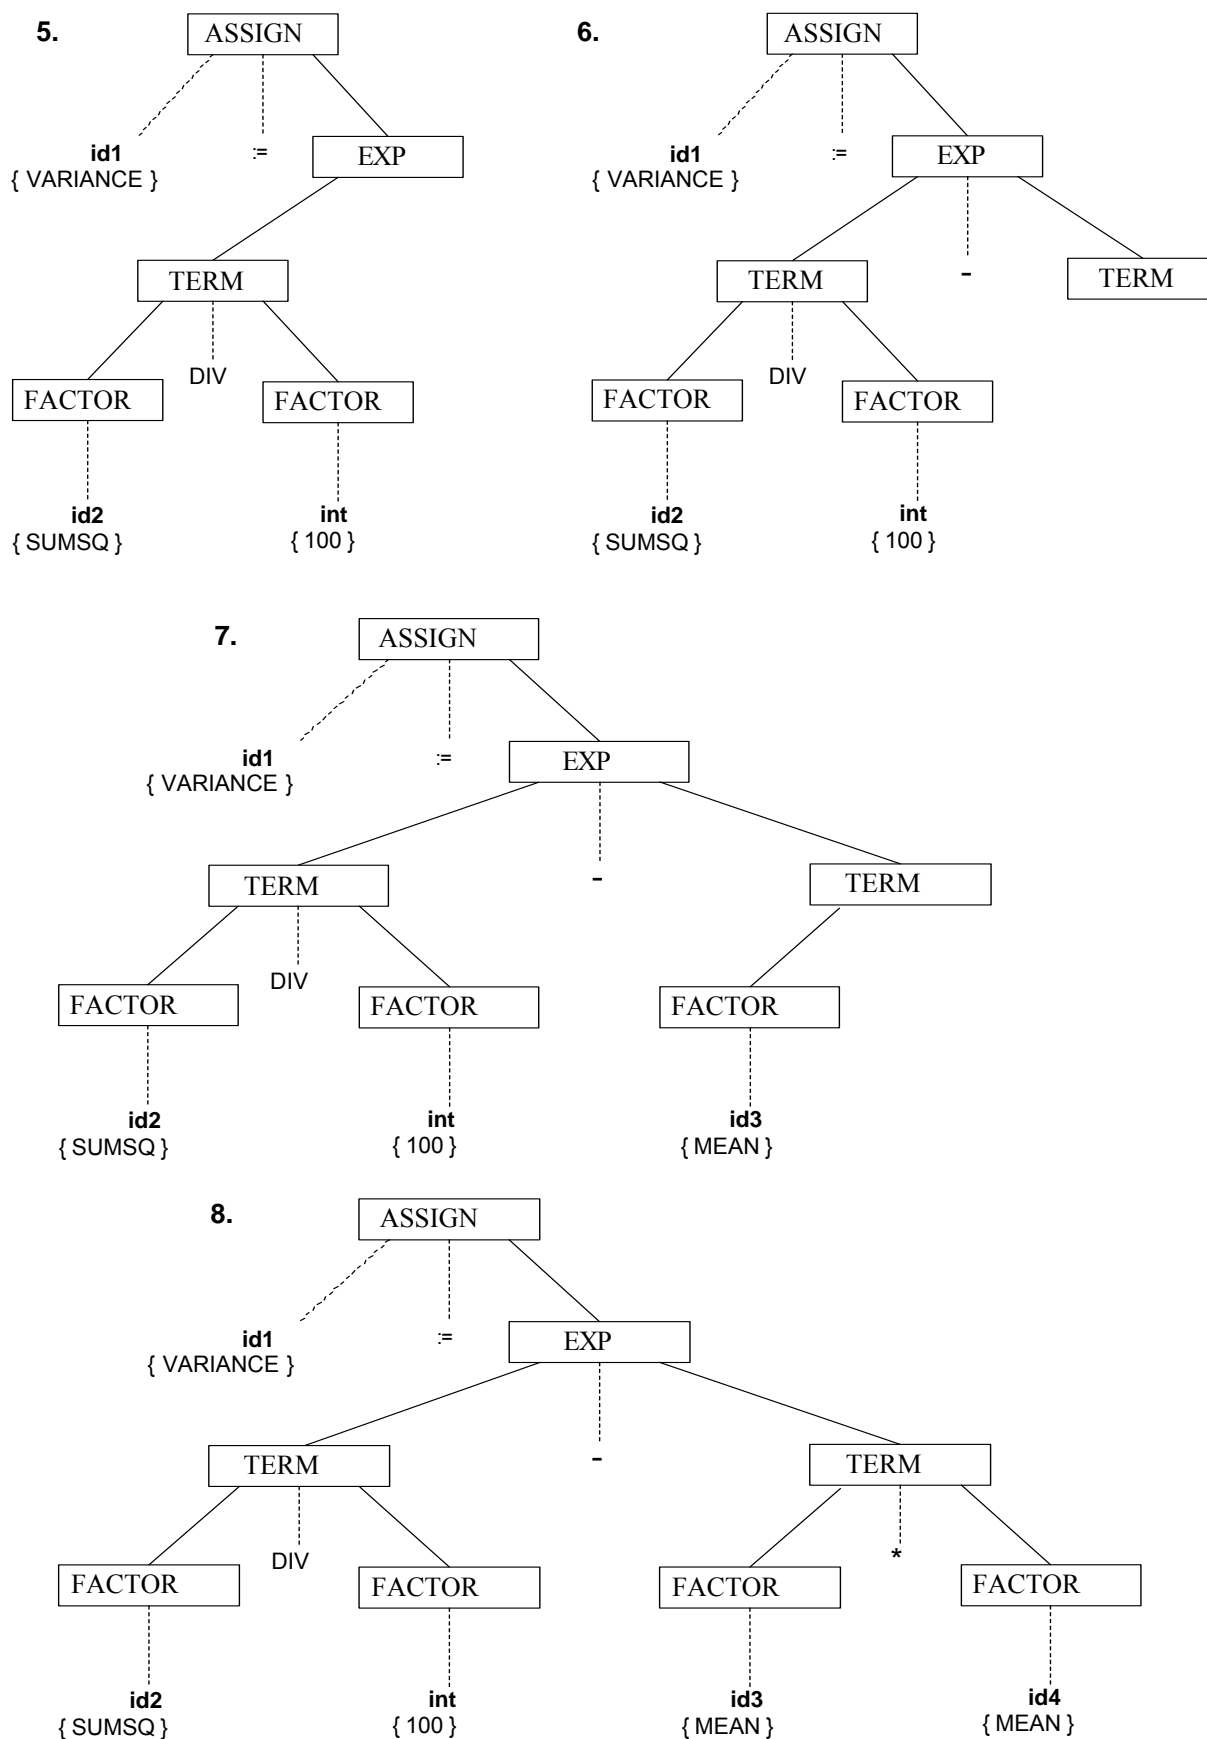 5.
ASSIGN
id1
:=
EXP
{ VARIANCE }
TERM
DIV
FACTOR
FACTOR
id2
int
{ SUMSQ }
{ 100 }
6.
ASSIGN
id1
:=
EXP
{ VARIANCE }
TERM
-
TERM
DIV
FACTOR
FACTOR
id2
int
{ SUMSQ }
{ 100 }
7.
ASSIGN
id1
:=
EXP
{ VARIANCE }
TERM
-
TERM
DIV
FACTOR
FACTOR
FACTOR
id2
int
id3
{ SUMSQ }
{ 100 }
{ MEAN }
8.
ASSIGN
id1
:=
EXP
{ VARIANCE }
TERM
-
TERM
DIV
*
FACTOR
FACTOR
FACTOR
FACTOR
id2
int
id3
id4
{ SUMSQ }
{ 100 }
{ MEAN }
{ MEAN }